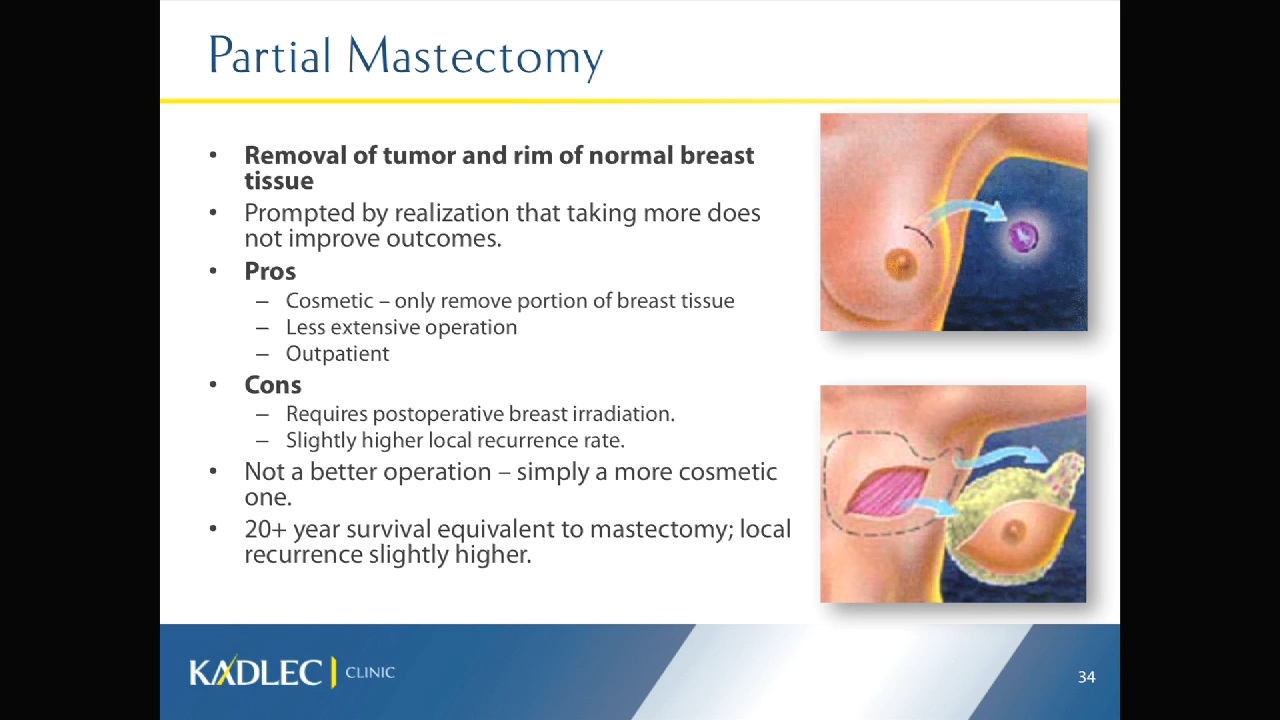 Partial Mastectomy
• Removal of tumor and rim of normal breast
tissue
• Prompted by realization that taking more does
not improve outcomes.
• Pros
– Cosmetic – only remove portion of breast tissue
– Less extensive operation
– Outpatient
• Cons
– Requires postoperative breast irradiation.
– Slightly higher local recurrence rate.
• Not a better operation – simply a more cosmetic
one.
• 20+ year survival equivalent to mastectomy; local
recurrence slightly higher.
KADLEC CLINIC
34